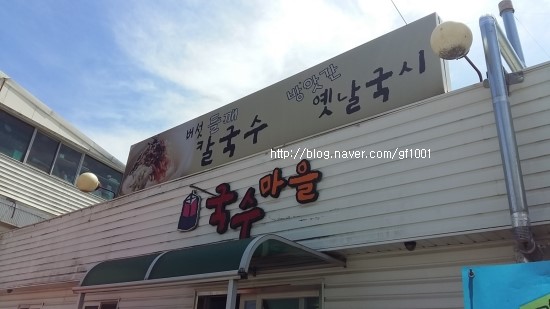 버섯 들깨
칼국수
방앗간
옛날국시
http://blog.naver.com/gf1001
국수마을